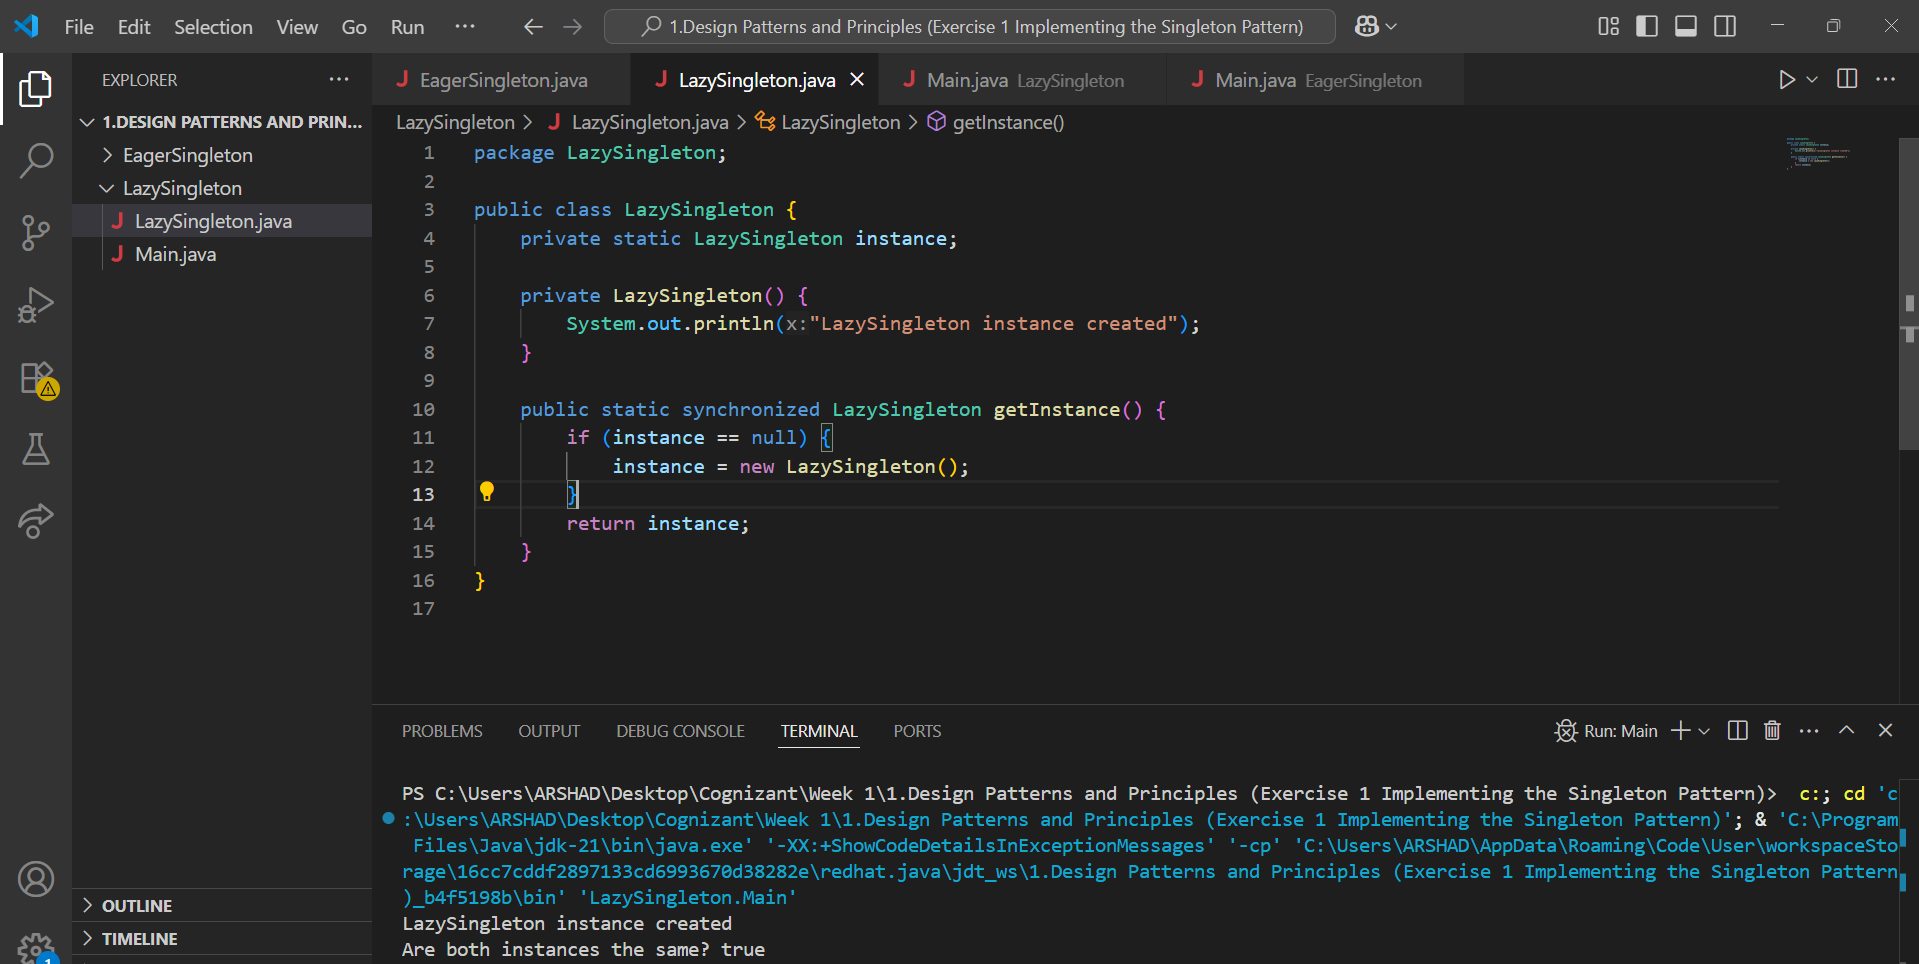 File Edit Selection View Go Run ··· 1.Design Patterns and Principles (Exercise 1 Implementing the Singleton Pattern)
EXPLORER ···
1.DESIGN PATTERNS AND PRIN...
EagerSingleton
LazySingleton
LazySingleton.java
Main.java
OUTLINE
TIMELINE
1
J EagerSingleton.java J LazySingleton.java J Main.java LazySingleton J Main.java EagerSingleton
LazySingleton > J LazySingleton.java > LazySingleton > getInstance()
1 package LazySingleton;
2
3 public class LazySingleton {
4 private static LazySingleton instance;
5
6 private LazySingleton() {
7 System.out.println(x:"LazySingleton instance created");
8 }
9
10 public static synchronized LazySingleton getInstance() {
11 if (instance == null) {
12 instance = new LazySingleton();
13 }
14 return instance;
15 }
16 }
17
PROBLEMS OUTPUT DEBUG CONSOLE TERMINAL PORTS Run: Main
PS C:\Users\ARSHAD\Desktop\Cognizant\Week 1\1.Design Patterns and Principles (Exercise 1 Implementing the Singleton Pattern)> c:; cd 'c
:\Users\ARSHAD\Desktop\Cognizant\Week 1\1.Design Patterns and Principles (Exercise 1 Implementing the Singleton Pattern)'; & 'C:\Program
Files\Java\jdk-21\bin\java.exe' '-XX:+ShowCodeDetailsInExceptionMessages' '-cp' 'C:\Users\ARSHAD\AppData\Roaming\Code\User\workspaceSto
rage\16cc7cddf2897133cd6993670d38282e\redhat.java\jdt_ws\1.Design Patterns and Principles (Exercise 1 Implementing the Singleton Pattern
)_b4f5198b\bin' 'LazySingleton.Main'
LazySingleton instance created
Are both instances the same? true